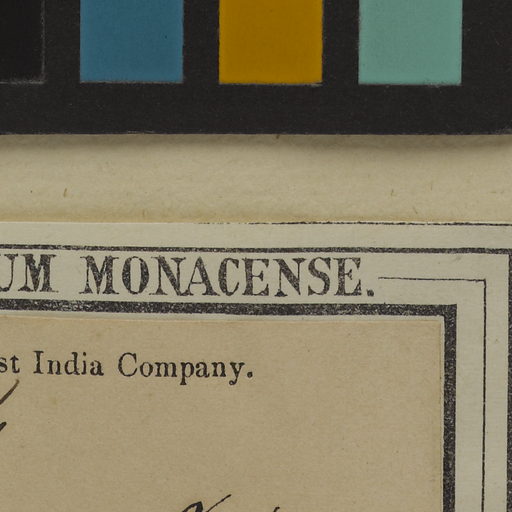 UM MONACENSE.
st India Company.